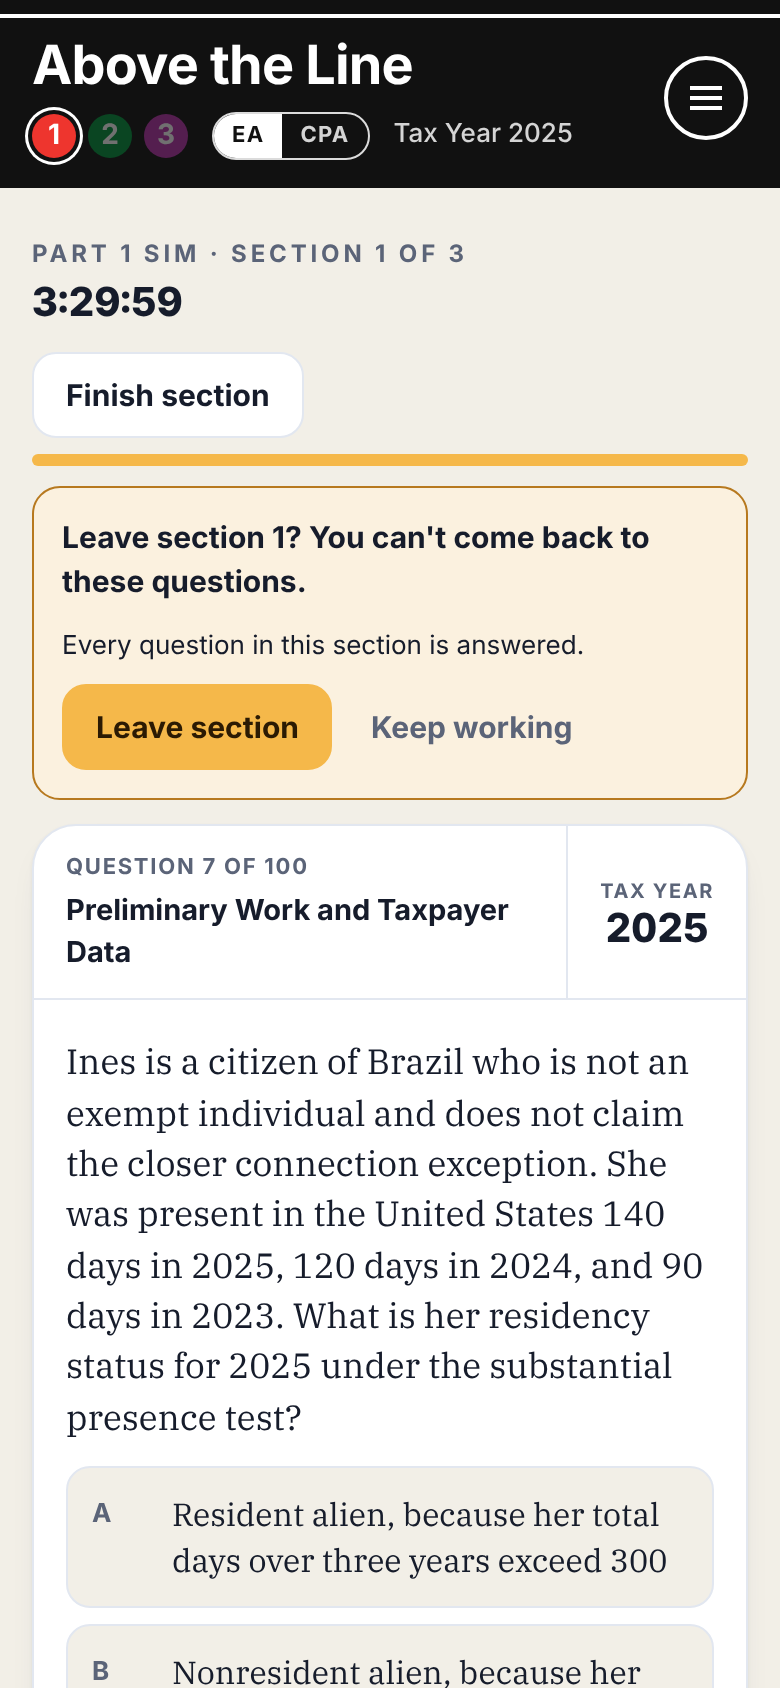 Above the Line
1 2 3 EA CPA Tax Year 2025
PART 1 SIM · SECTION 1 OF 3
3:29:59
Finish section
Leave section 1? You can't come back to
these questions.
Every question in this section is answered.
Leave section Keep working
QUESTION 7 OF 100
Preliminary Work and Taxpayer
Data
TAX YEAR
2025
Ines is a citizen of Brazil who is not an
exempt individual and does not claim
the closer connection exception. She
was present in the United States 140
days in 2025, 120 days in 2024, and 90
days in 2023. What is her residency
status for 2025 under the substantial
presence test?
A Resident alien, because her total
days over three years exceed 300
B Nonresident alien, because her